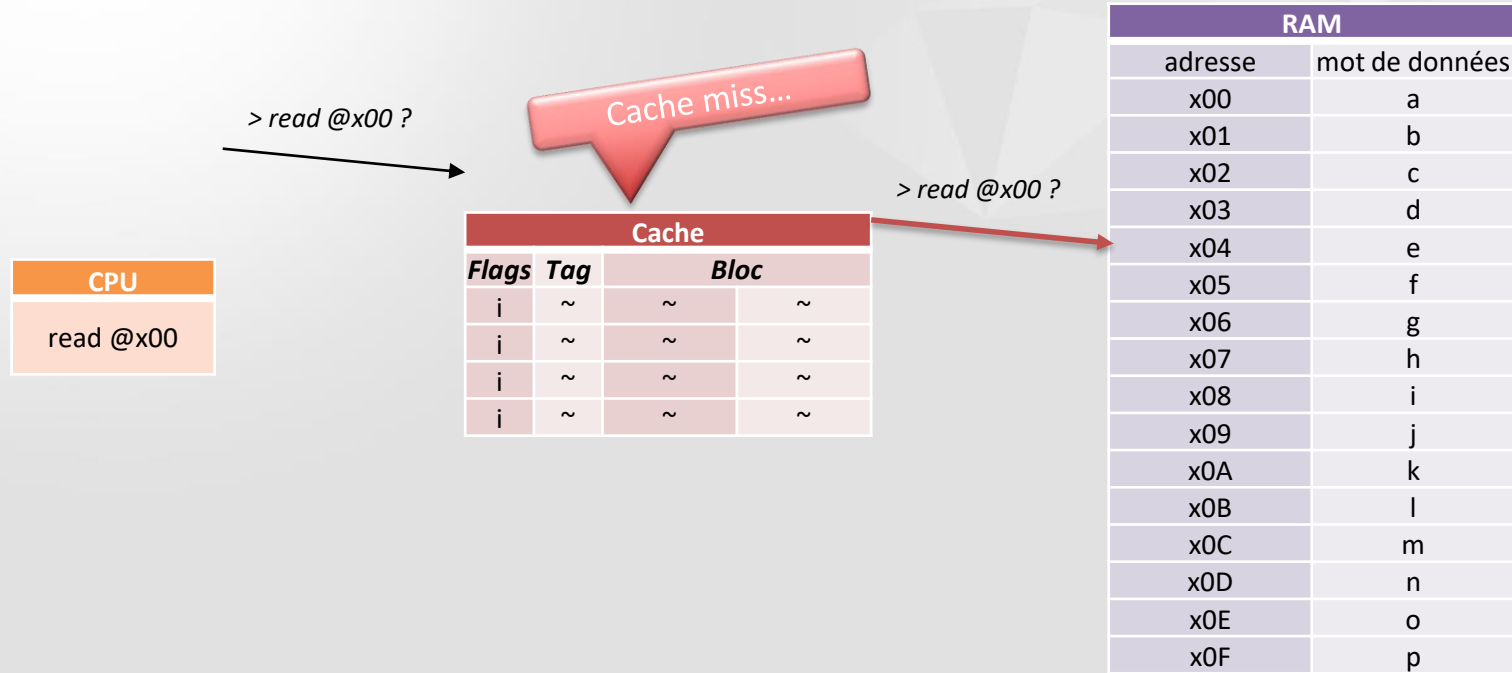 > read @x00 ?
Cache miss…
> read @x00 ?
CPU
read @x00
Cache
Flags Tag Bloc
i ~ ~ ~
i ~ ~ ~
i ~ ~ ~
i ~ ~ ~
RAM
adresse mot de données
x00 a
x01 b
x02 c
x03 d
x04 e
x05 f
x06 g
x07 h
x08 i
x09 j
x0A k
x0B l
x0C m
x0D n
x0E o
x0F p